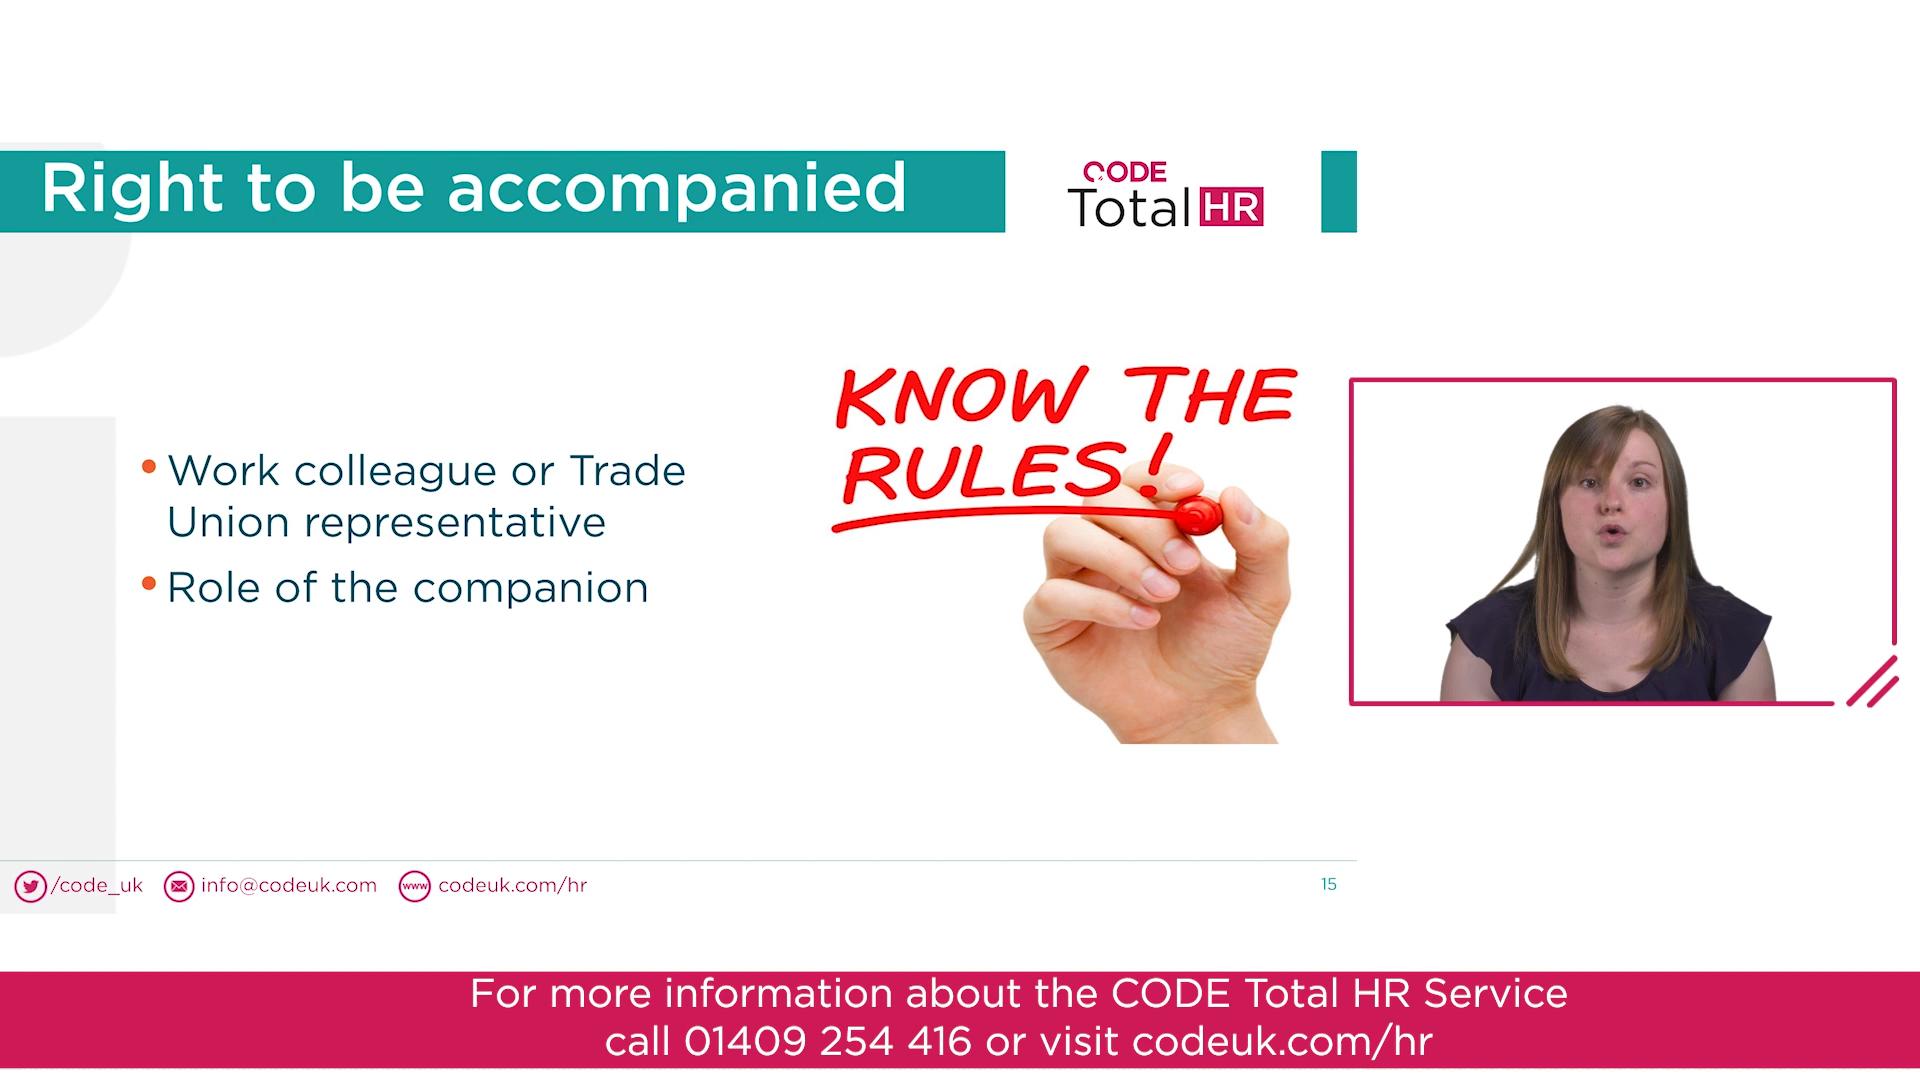 Right to be accompanied
CODE
Total HR
KNOW THE
RULES!
• Work colleague or Trade
Union representative
• Role of the companion
/code_uk
info@codeuk.com
www
codeuk.com/hr
15
For more information about the CODE Total HR Service
call 01409 254 416 or visit codeuk.com/hr